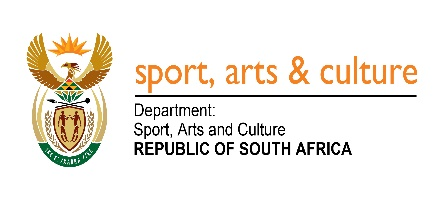 sport, arts & culture
Department:
Sport, Arts and Culture
REPUBLIC OF SOUTH AFRICA